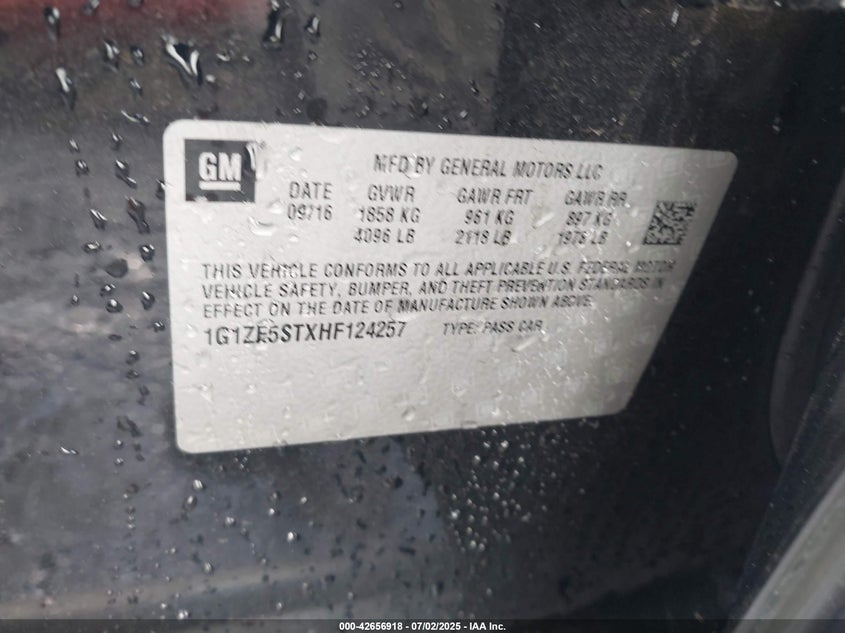 GM
MFD BY GENERAL MOTORS LLC
DATE GVWR GAWR FRT GAWR RR
09/16 1858 KG 961 KG 897 KG
4096 LB 2118 LB 1976 LB
THIS VEHICLE CONFORMS TO ALL APPLICABLE U.S. FEDERAL MOTOR
VEHICLE SAFETY, BUMPER, AND THEFT PREVENTION STANDARDS IN
EFFECT ON THE DATE OF MANUFACTURE SHOWN ABOVE.
1G1ZE5STXHF124257 TYPE: PASS CAR
000-42656918 - 07/02/2025 - IAA Inc.